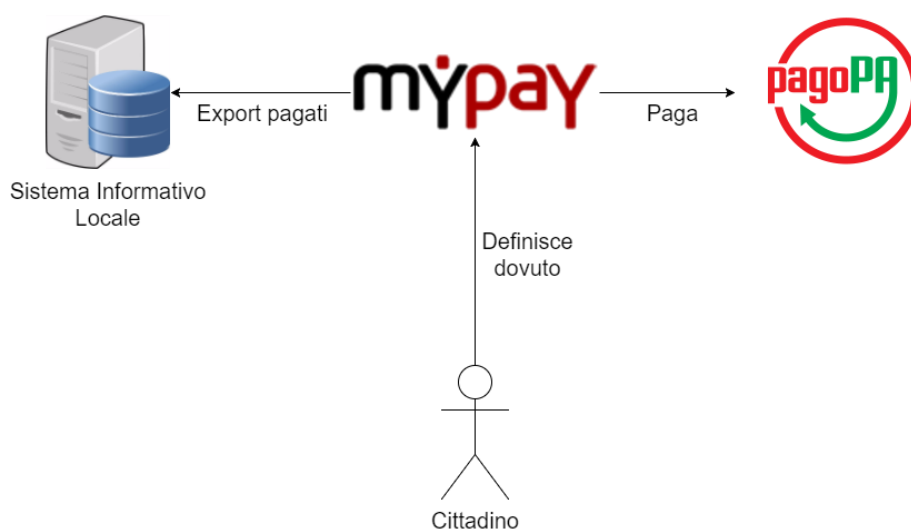 mypay
pagoPA
Export pagati
Paga
Sistema Informativo
Locale
Definisce
dovuto
Cittadino